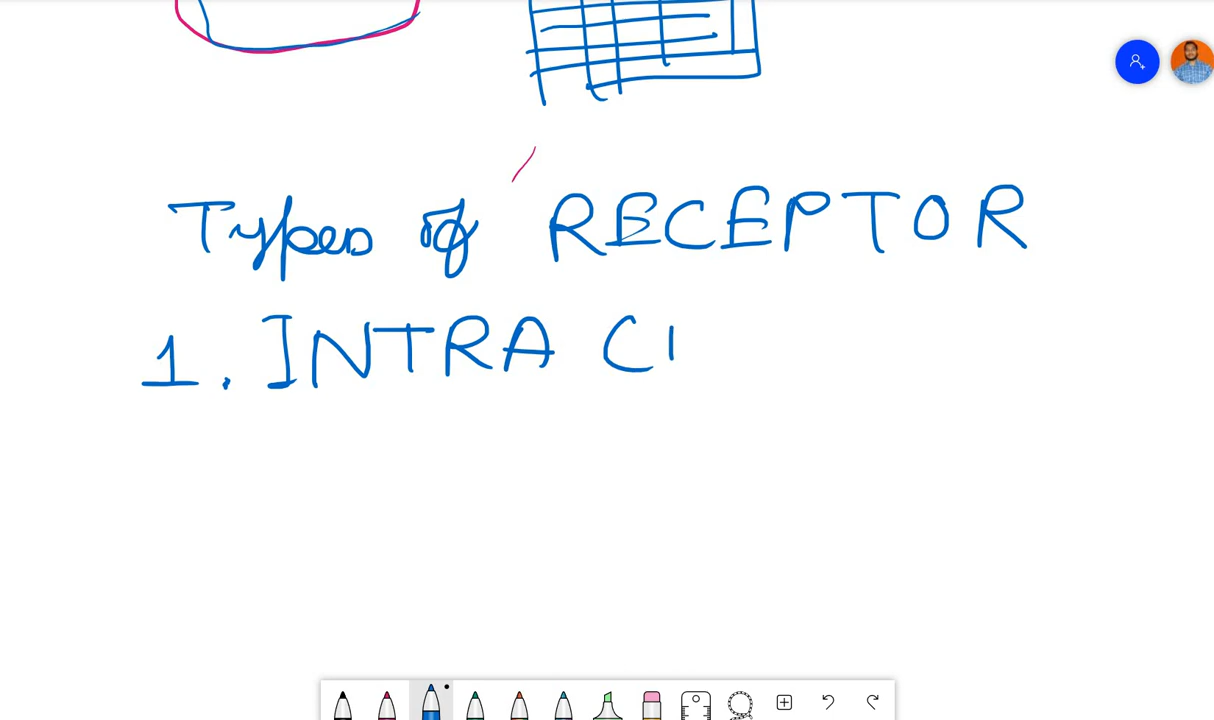 Types of RECEPTOR
1. INTRA C